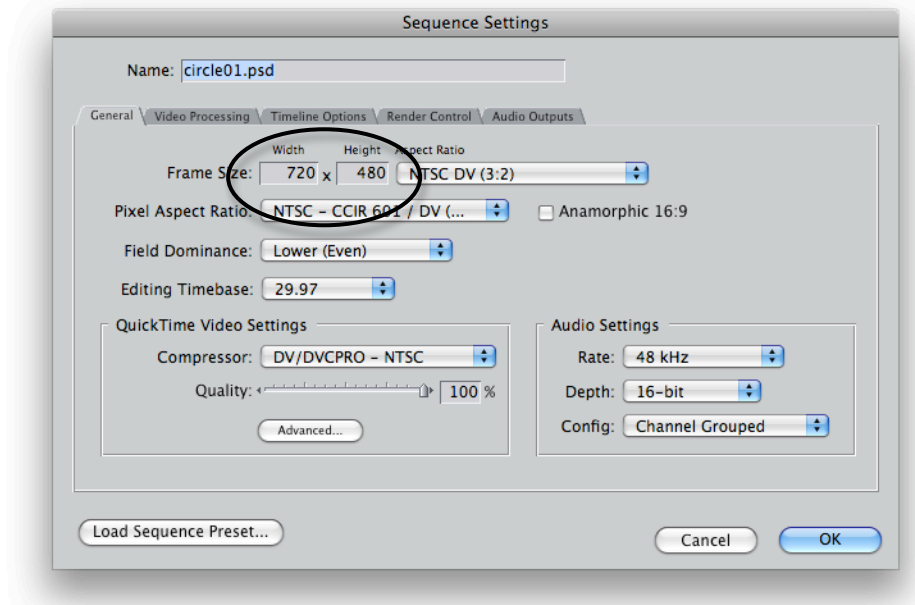 Sequence Settings
Name: circle01.psd
General Video Processing Timeline Options Render Control Audio Outputs
Width Height Aspect Ratio
Frame Size: 720 x 480 NTSC DV (3:2)
Pixel Aspect Ratio: NTSC – CCIR 601 / DV (... Anamorphic 16:9
Field Dominance: Lower (Even)
Editing Timebase: 29.97
QuickTime Video Settings Audio Settings
Compressor: DV/DVCPRO – NTSC Rate: 48 kHz
Quality: 100 % Depth: 16-bit
Advanced... Config: Channel Grouped
Load Sequence Preset... Cancel OK